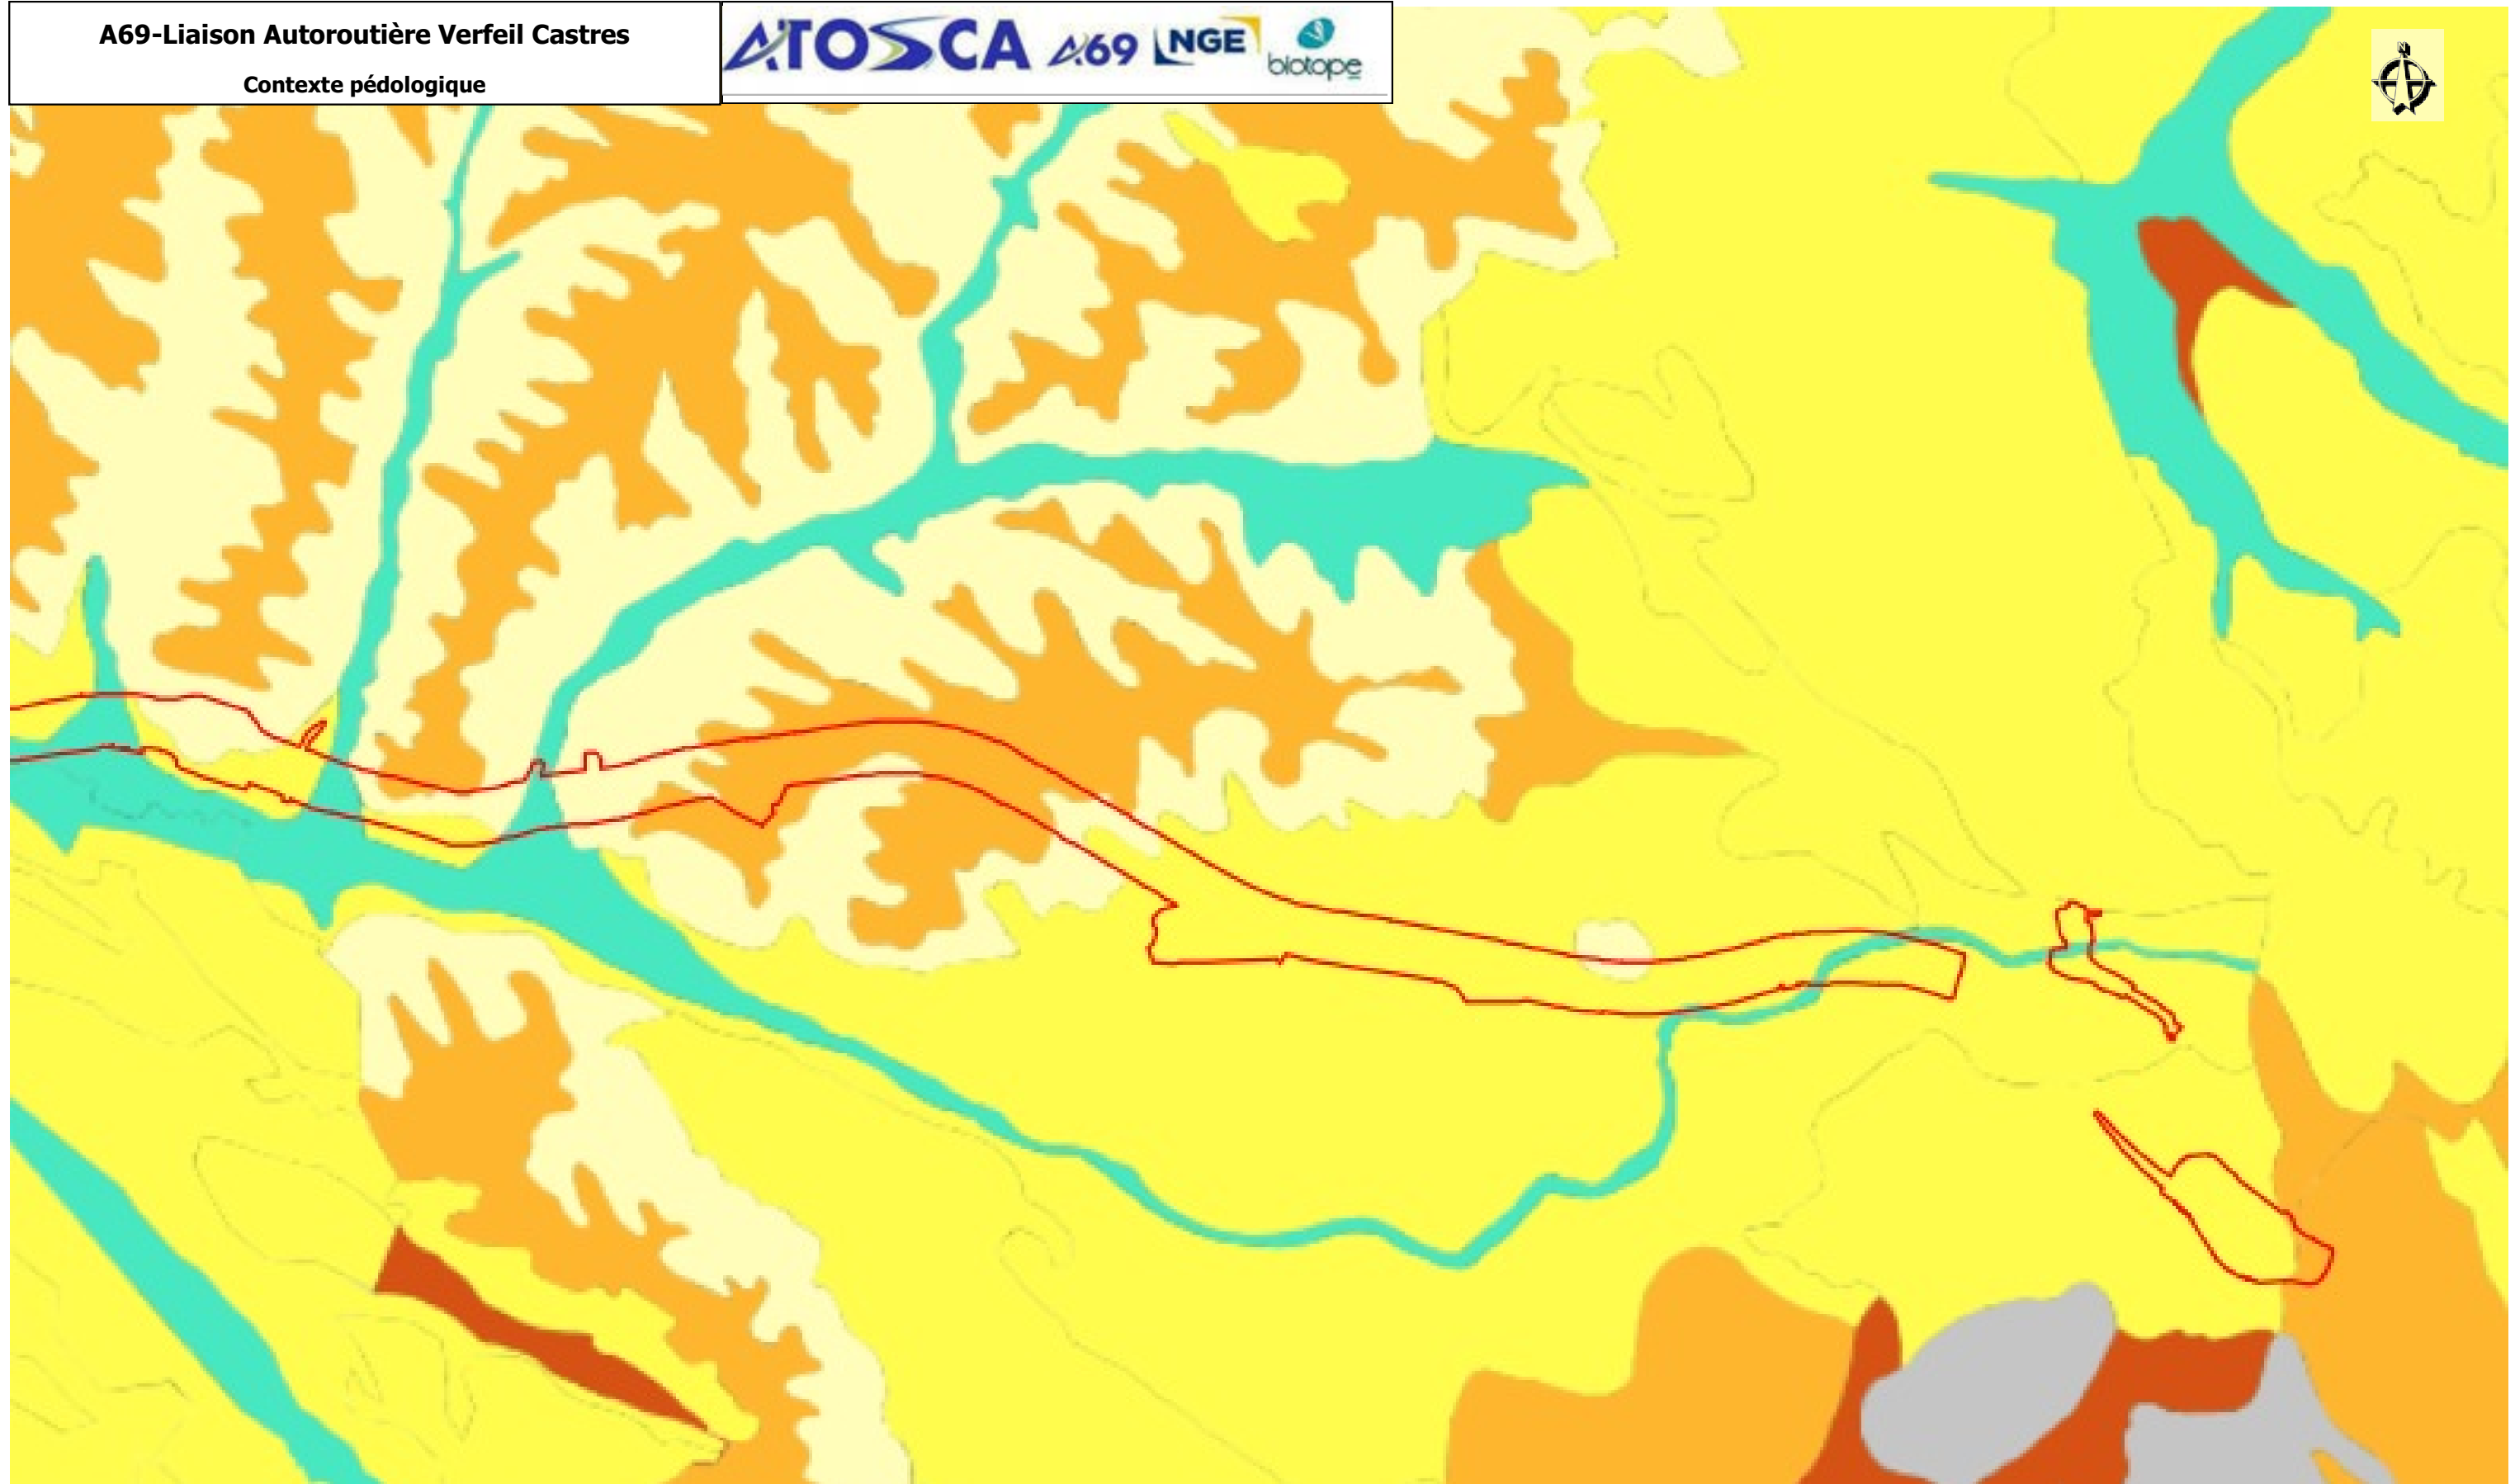 A69-Liaison Autoroutière Verfeil Castres
Contexte pédologique
ATOSCA A69 NGE biotope
N